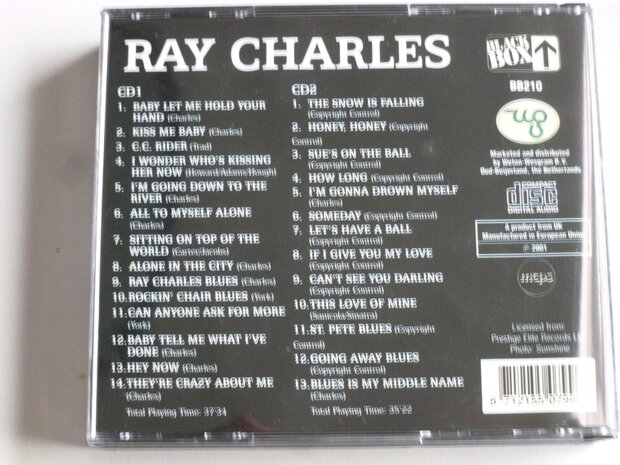 RAY CHARLES
CD1
1. BABY LET ME HOLD YOUR
HAND (Charles)
2. KISS ME BABY (Charles)
3. C.C. RIDER (Trad)
4. I WONDER WHO'S KISSING
HER NOW (Howard/Adams/Hough)
5. I'M GOING DOWN TO THE
RIVER (Charles)
6. ALL TO MYSELF ALONE
(Charles)
7. SITTING ON TOP OF THE
WORLD (Carter/Jacobs)
8. ALONE IN THE CITY (Charles)
9. RAY CHARLES BLUES (Charles)
10. ROCKIN' CHAIR BLUES (York)
11. CAN ANYONE ASK FOR MORE
(York)
12. BABY TELL ME WHAT I'VE
DONE (Charles)
13. HEY NOW (Charles)
14. THEY'RE CRAZY ABOUT ME
(Charles)
Total Playing Time: 37'34
CD2
1. THE SNOW IS FALLING
(Copyright Control)
2. HONEY, HONEY (Copyright
Control)
3. SUE'S ON THE BALL
(Copyright Control)
4. HOW LONG (Copyright Control)
5. I'M GONNA DROWN MYSELF
(Charles)
6. SOMEDAY (Copyright Control)
7. LET'S HAVE A BALL
(Copyright Control)
8. IF I GIVE YOU MY LOVE
(Copyright Control)
9. CAN'T SEE YOU DARLING
(Copyright Control)
10. THIS LOVE OF MINE
(Sanicola/Sinatra)
11. ST. PETE BLUES (Copyright
Control)
12. GOING AWAY BLUES
(Copyright Control)
13. BLUES IS MY MIDDLE NAME
(Charles)
Total Playing Time: 35'22
BLACK
BOX
BB210
Marketed and distributed
by Weton-Wesgram B.V.
Oud-Beijerland, the Netherlands
COMPACT
disc
DIGITAL AUDIO
A product from UK
Manufactured in European Union
℗ 2001
mcps
Licensed from
Prestige Elite Records
Photo: Sunshine